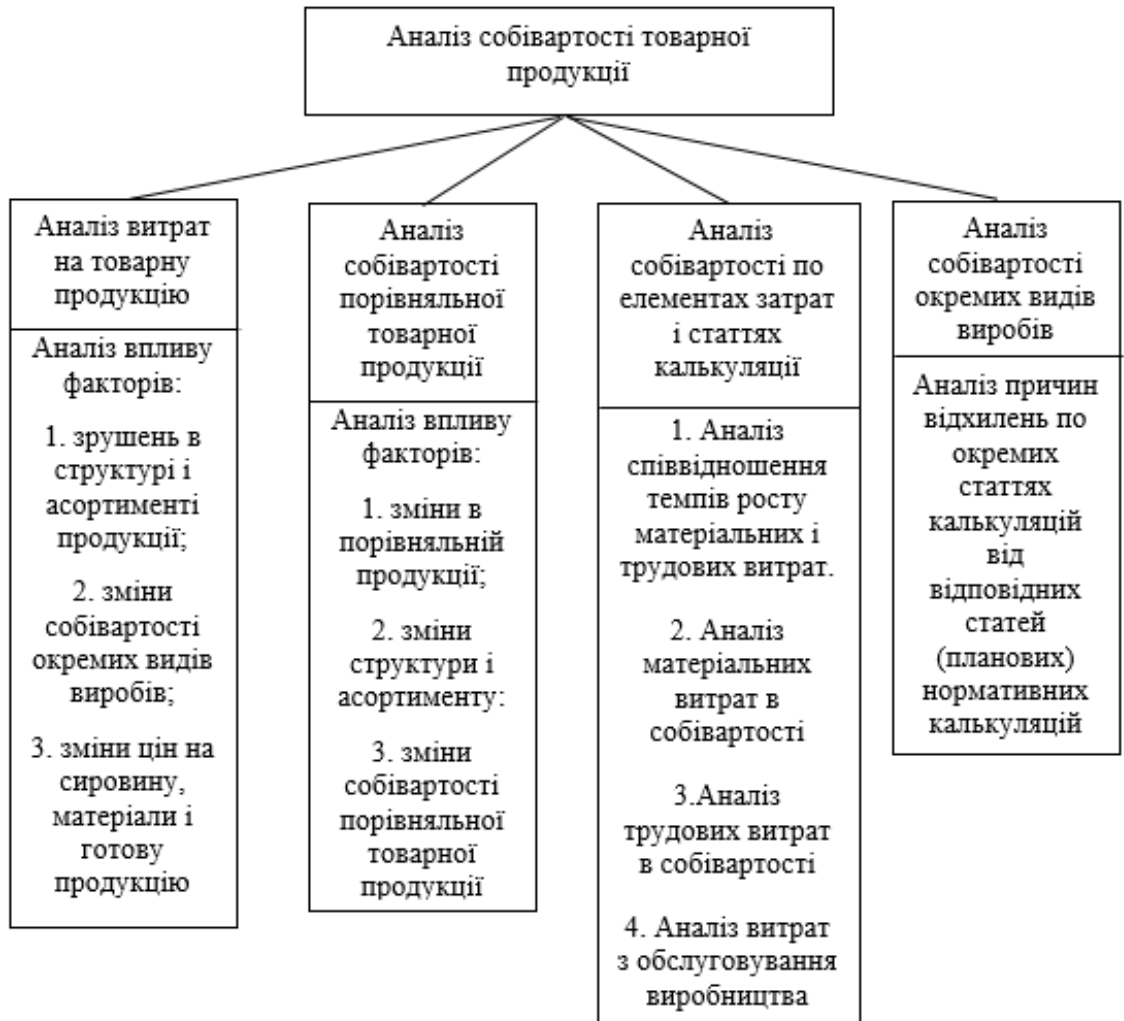 Аналіз собівартості товарної
продукції
Аналіз витрат
на товарну
продукцію
Аналіз впливу
факторів:
1. зрушень в
структурі і
асортименті
продукції;
2. зміни
собівартості
окремих видів
виробів;
3. зміни цін на
сировину,
матеріали і
готову
продукцію
Аналіз
собівартості
порівняльної
товарної
продукції
Аналіз впливу
факторів:
1. зміни в
порівняльній
продукції;
2. зміни
структури і
асортименту:
3. зміни
собівартості
порівняльної
товарної
продукції
Аналіз
собівартості по
елементах затрат
і статтях
калькуляції
1. Аналіз
співвідношення
темпів росту
матеріальних і
трудових витрат.
2. Аналіз
матеріальних
витрат в
собівартості
3.Аналіз
трудових витрат
в собівартості
4. Аналіз витрат
з обслуговування
виробництва
Аналіз
собівартості
окремих видів
виробів
Аналіз причин
відхилень по
окремих
статтях
калькуляцій
від
відповідних
статей
(планових)
нормативних
калькуляцій